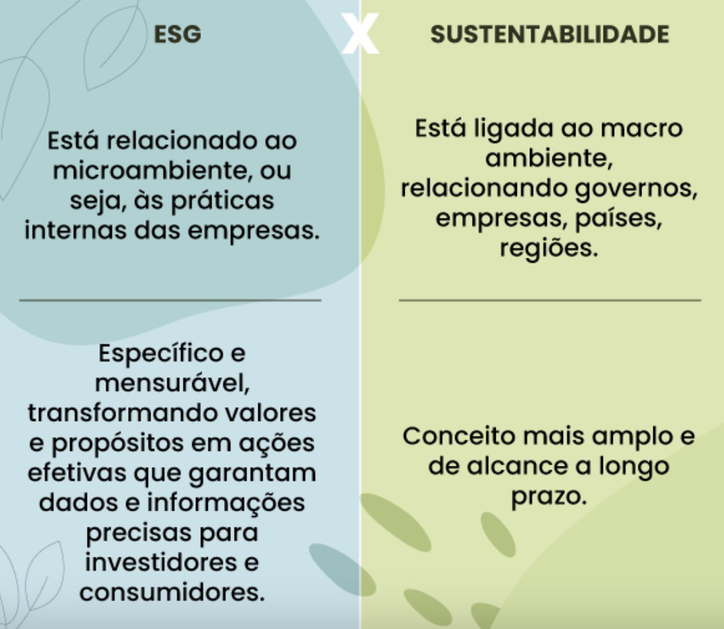 ESG
X
SUSTENTABILIDADE
Está relacionado ao
microambiente, ou
seja, às práticas
internas das empresas.
Está ligada ao macro
ambiente,
relacionando governos,
empresas, países,
regiões.
Específico e
mensurável,
transformando valores
e propósitos em ações
efetivas que garantam
dados e informações
precisas para
investidores e
consumidores.
Conceito mais amplo e
de alcance a longo
prazo.